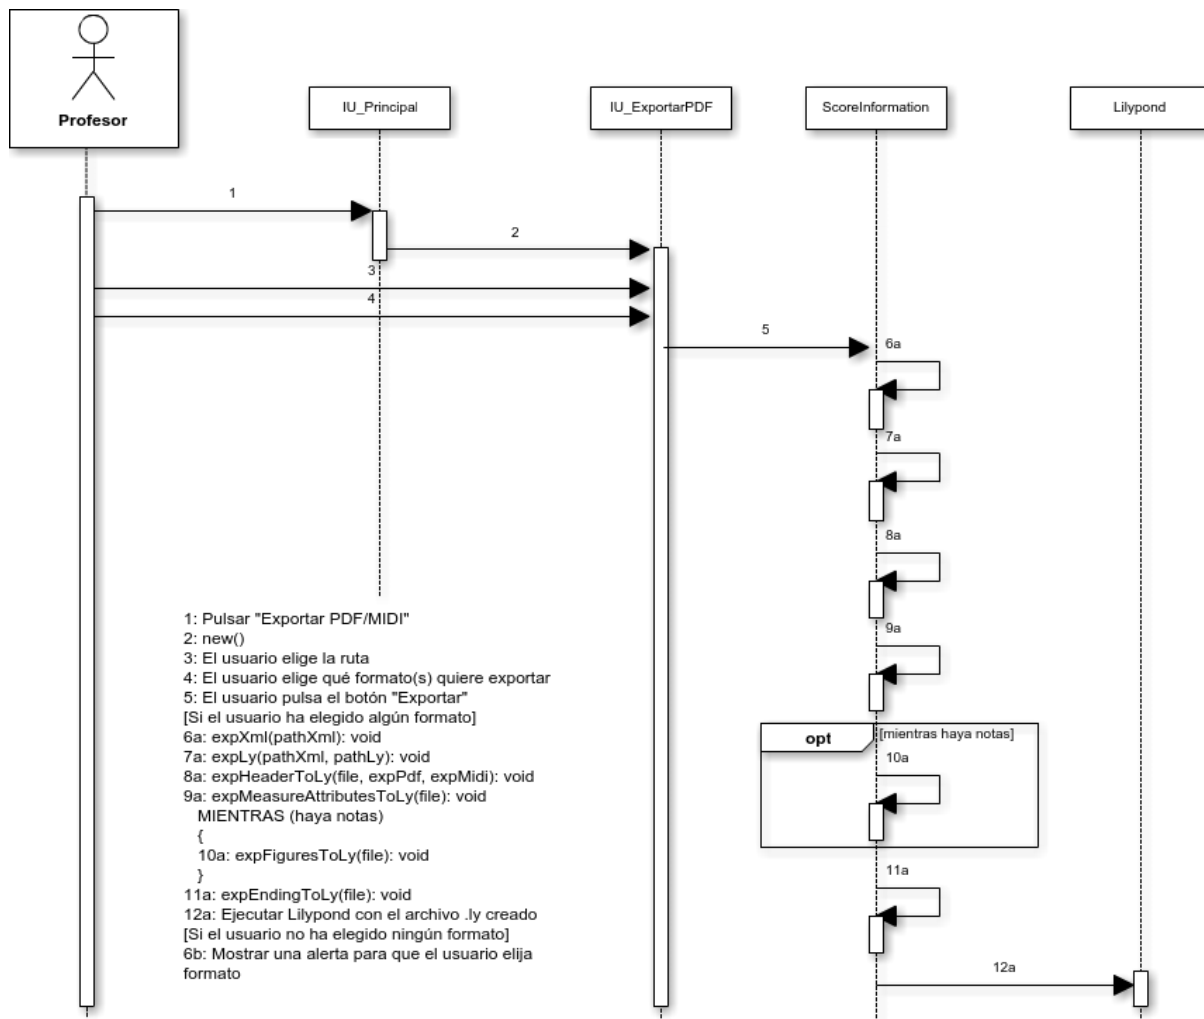 Profesor
IU_Principal
IU_ExportarPDF
ScoreInformation
Lilypond
1
2
3
4
5
6a
7a
8a
9a
opt
[mientras haya notas]
10a
11a
12a
1: Pulsar "Exportar PDF/MIDI"
2: new()
3: El usuario elige la ruta
4: El usuario elige qué formato(s) quiere exportar
5: El usuario pulsa el botón "Exportar"
[Si el usuario ha elegido algún formato]
6a: expXml(pathXml): void
7a: expLy(pathXml, pathLy): void
8a: expHeaderToLy(file, expPdf, expMidi): void
9a: expMeasureAttributesToLy(file): void
MIENTRAS (haya notas)
{
10a: expFiguresToLy(file): void
}
11a: expEndingToLy(file): void
12a: Ejecutar Lilypond con el archivo .ly creado
[Si el usuario no ha elegido ningún formato]
6b: Mostrar una alerta para que el usuario elija
formato